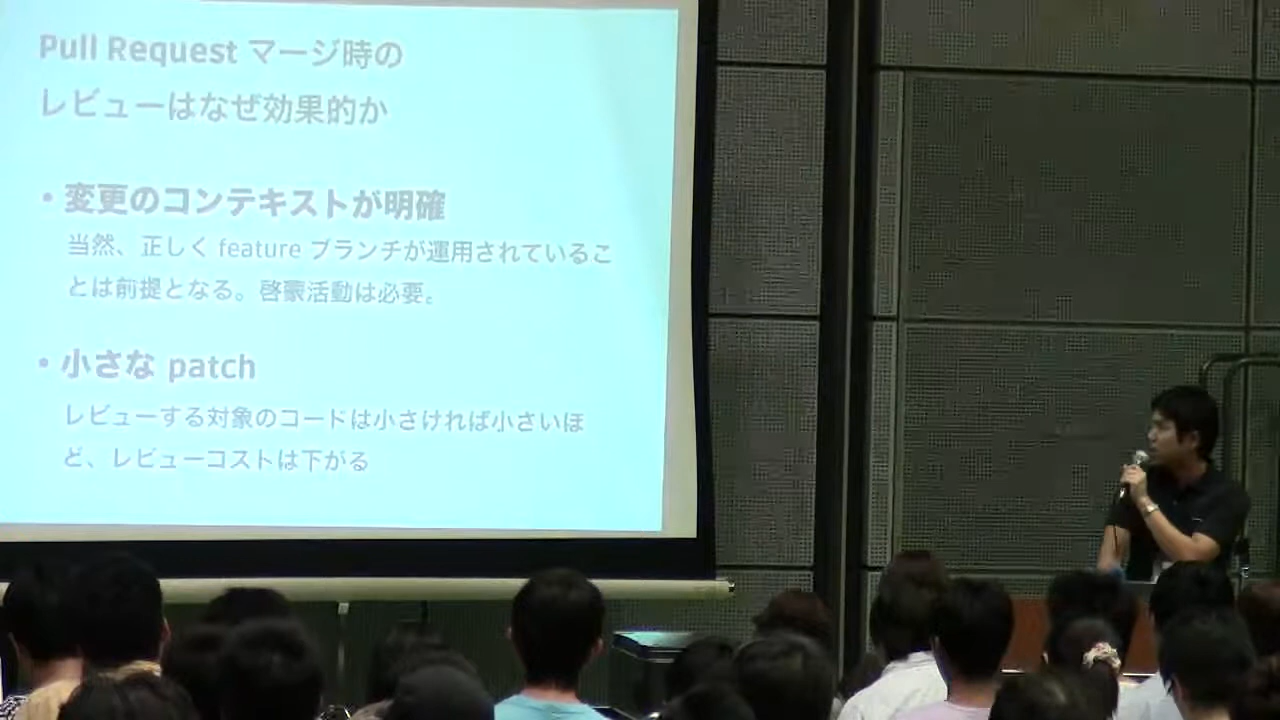 Pull Request マージ時の
レビューはなぜ効果的か
・変更のコンテキストが明確
当然、正しく feature ブランチが運用されているこ
とは前提となる。啓蒙活動は必要。
・小さな patch
レビューする対象のコードは小さければ小さいほ
ど、レビューコストは下がる